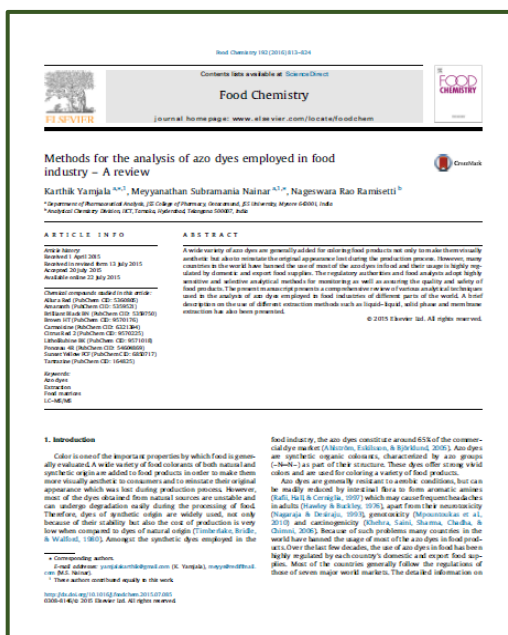 Food Chemistry 192 (2016) 813–824
Contents lists available at ScienceDirect
Food Chemistry
journal homepage: www.elsevier.com/locate/foodchem
ELSEVIER
FOOD
CHEMISTRY
Methods for the analysis of azo dyes employed in food
industry – A review
CrossMark
Karthik Yamjala a,*,1, Meyyanathan Subramania Nainar a,1,*, Nageswara Rao Ramisetti b
a Department of Pharmaceutical Analysis, JSS College of Pharmacy, Ootacamund, JSS University, Mysore 643001, India
b Analytical Chemistry Division, IICT, Tarnaka, Hyderabad, Telangana 500007, India
ARTICLE INFO
Article history:
Received 1 April 2015
Received in revised form 13 July 2015
Accepted 20 July 2015
Available online 22 July 2015
Chemical compounds studied in this article:
Allura Red (PubChem CID:
Amaranth (PubChem CID:
Brilliant Black BN (PubChem CID:
Brown HT (PubChem CID: 9570176)
Carmoisine (PubChem CID:
Citrus Red 2 (PubChem CID: 9570225)
Litholrubine BK (PubChem CID:
Ponceau 4R (PubChem CID:
Sunset Yellow FCF (PubChem CID:
Tartrazine (PubChem CID: 164825)
Keywords:
Azo dyes
Extraction
Food matrices
LC–MS/MS
ABSTRACT
A wide variety of azo dyes are generally added for coloring food products not only to make them visually
aesthetic but also to reinstate the original appearance lost during the production process. However, many
countries in the world have banned the use of most of the azo dyes in food and their usage is highly reg-
ulated by domestic and export food supplies. The regulatory authorities and food analysts adopt highly
sensitive and selective analytical methods for monitoring as well as assuring the quality and safety of
food products. The present manuscript presents a comprehensive review of various analytical techniques
used in the analysis of azo dyes employed in food industries of different parts of the world. A brief
description on the use of different extraction methods such as liquid–liquid, solid phase and membrane
extraction has also been presented.
© 2015 Elsevier Ltd. All rights reserved.
1. Introduction
Color is one of the important properties by which food is gener-
ally evaluated. A wide variety of food colorants of both natural and
synthetic origin are added to food products in order to make them
more visually aesthetic to consumers and to reinstate their original
appearance which was lost during production process. However,
most of the dyes obtained from natural sources are unstable and
can undergo degradation easily during the processing of food.
Therefore, dyes of synthetic origin are widely used, not only
because of their stability but also the cost of production is very
low when compared to dyes of natural origin (Timberlake, Bridle,
& Walford, 1980). Amongst the synthetic dyes employed in the
food industry, the azo dyes constitute around 65% of the commer-
cial dye market (Ahlström, Eskilsson, & Björklund, 2005). Azo dyes
are synthetic organic colorants, characterized by azo groups
(–N=N–) as part of their structure. These dyes offer strong vivid
colors and are used for coloring a variety of food products.
Azo dyes are generally resistant to aerobic conditions, but can
be readily reduced by intestinal flora to form aromatic amines
(Rafii, Hall, & Cerniglia, 1997) which may cause frequent headaches
in adults (Hawley & Buckley, 1976), apart from their neurotoxicity
(Nagaraja & Desiraju, 1993), genotoxicity (Mpountoukas et al.,
2010) and carcinogenicity (Khehra, Saini, Sharma, Chadha, &
Chimni, 2006). Because of such problems many countries in the
world have banned the usage of most of the azo dyes in food prod-
ucts. Over the last few decades, the use of azo dyes in food has been
highly regulated by each country's domestic and export food sup-
plies. Most of the countries generally follow the regulations of
those of seven major world markets. The detailed information on
* Corresponding authors.
E-mail addresses: yamjalakarthik@gmail.com (K. Yamjala),
com (M.S. Nainar).
1 These authors contributed equally to this work.
http://dx.doi.org/10.1016/j.foodchem.2015.07.085
0308-8146/© 2015 Elsevier Ltd. All rights reserved.